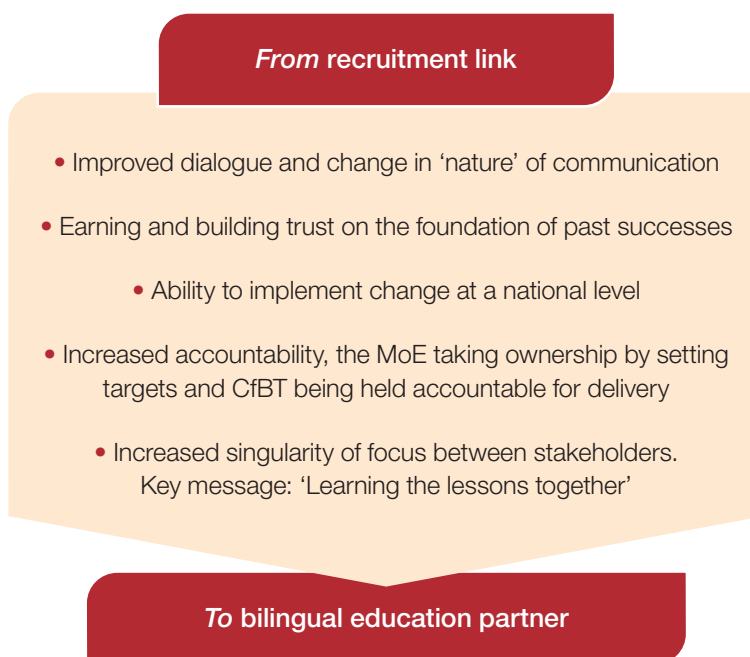 From recruitment link
• Improved dialogue and change in ‘nature’ of communication
• Earning and building trust on the foundation of past successes
• Ability to implement change at a national level
• Increased accountability, the MoE taking ownership by setting
targets and CfBT being held accountable for delivery
• Increased singularity of focus between stakeholders.
Key message: ‘Learning the lessons together’
To bilingual education partner